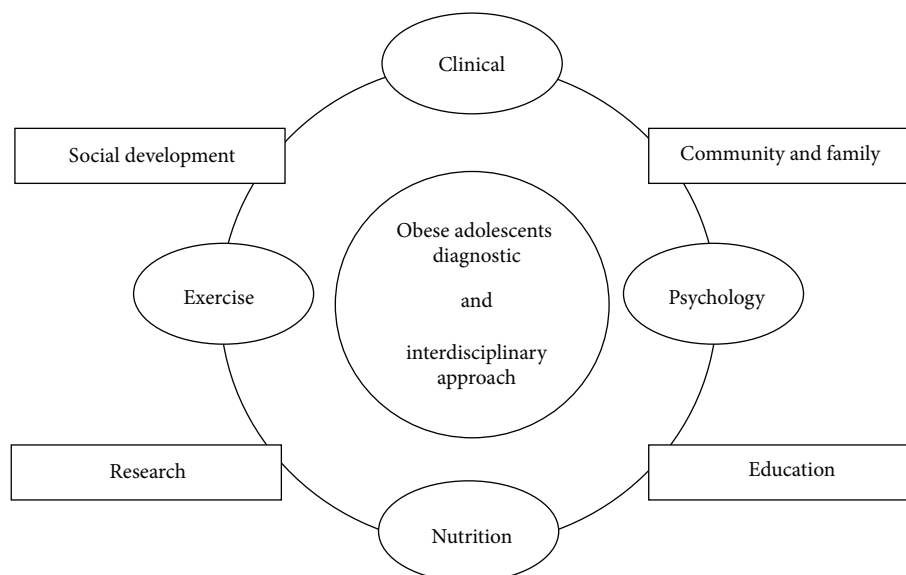 Clinical
Social development
Community and family
Obese adolescents
diagnostic
and
interdisciplinary
approach
Exercise
Psychology
Research
Education
Nutrition